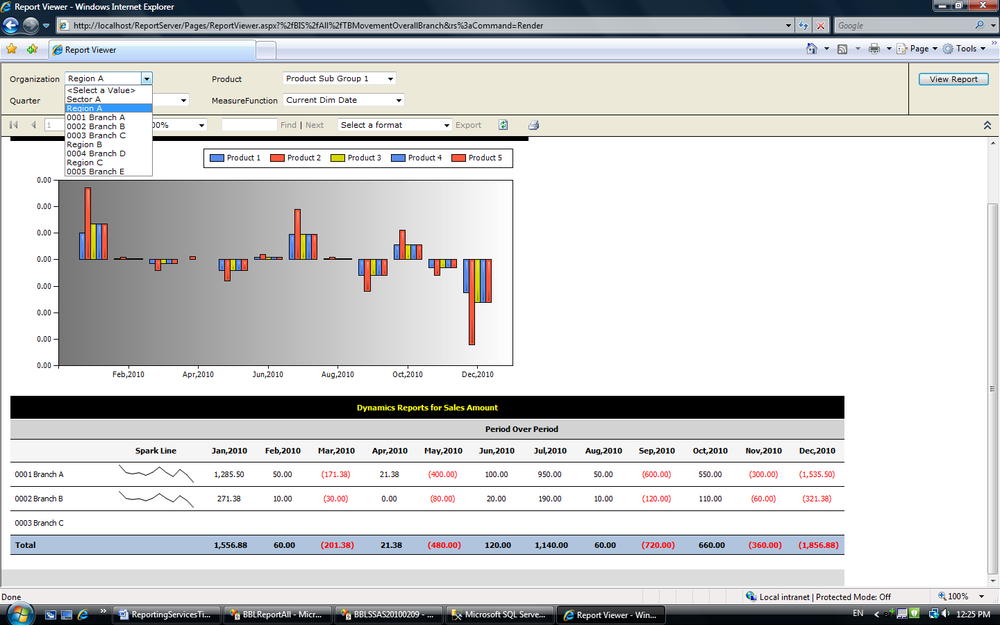 Report Viewer - Windows Internet Explorer
http://localhost/ReportServer/Pages/ReportViewer.aspx?%2fBIS%2fAll%2fTBMovementOverallBranch&rs%3aCommand=Render
Google
Report Viewer
Page
Tools
Organization
Region A
Product
Product Sub Group 1
View Report
<Select a Value>
Sector A
Region A
0001 Branch A
0002 Branch B
0003 Branch C
Region B
0004 Branch D
Region C
0005 Branch E
Quarter
MeasureFunction
Current Dim Date
1
00%
Find | Next
Select a format
Export
Product 1
Product 2
Product 3
Product 4
Product 5
0.00
0.00
0.00
0.00
0.00
0.00
0.00
0.00
Feb,2010
Apr,2010
Jun,2010
Aug,2010
Oct,2010
Dec,2010
Dynamics Reports for Sales Amount
Period Over Period
Spark Line Jan,2010 Feb,2010 Mar,2010 Apr,2010 May,2010 Jun,2010 Jul,2010 Aug,2010 Sep,2010 Oct,2010 Nov,2010 Dec,2010
0001 Branch A 1,285.50 50.00 (171.38) 21.38 (400.00) 100.00 950.00 50.00 (600.00) 550.00 (300.00) (1,535.50)
0002 Branch B 271.38 10.00 (30.00) 0.00 (80.00) 20.00 190.00 10.00 (120.00) 110.00 (60.00) (321.38)
0003 Branch C
Total 1,556.88 60.00 (201.38) 21.38 (480.00) 120.00 1,140.00 60.00 (720.00) 660.00 (360.00) (1,856.88)
Done
Local intranet | Protected Mode: Off
100%
ReportingServicesTi...
BBLReportAll - Micr...
BBLSSAS20100209 - ...
Microsoft SQL Serve...
Report Viewer - Win...
EN
12:25 PM